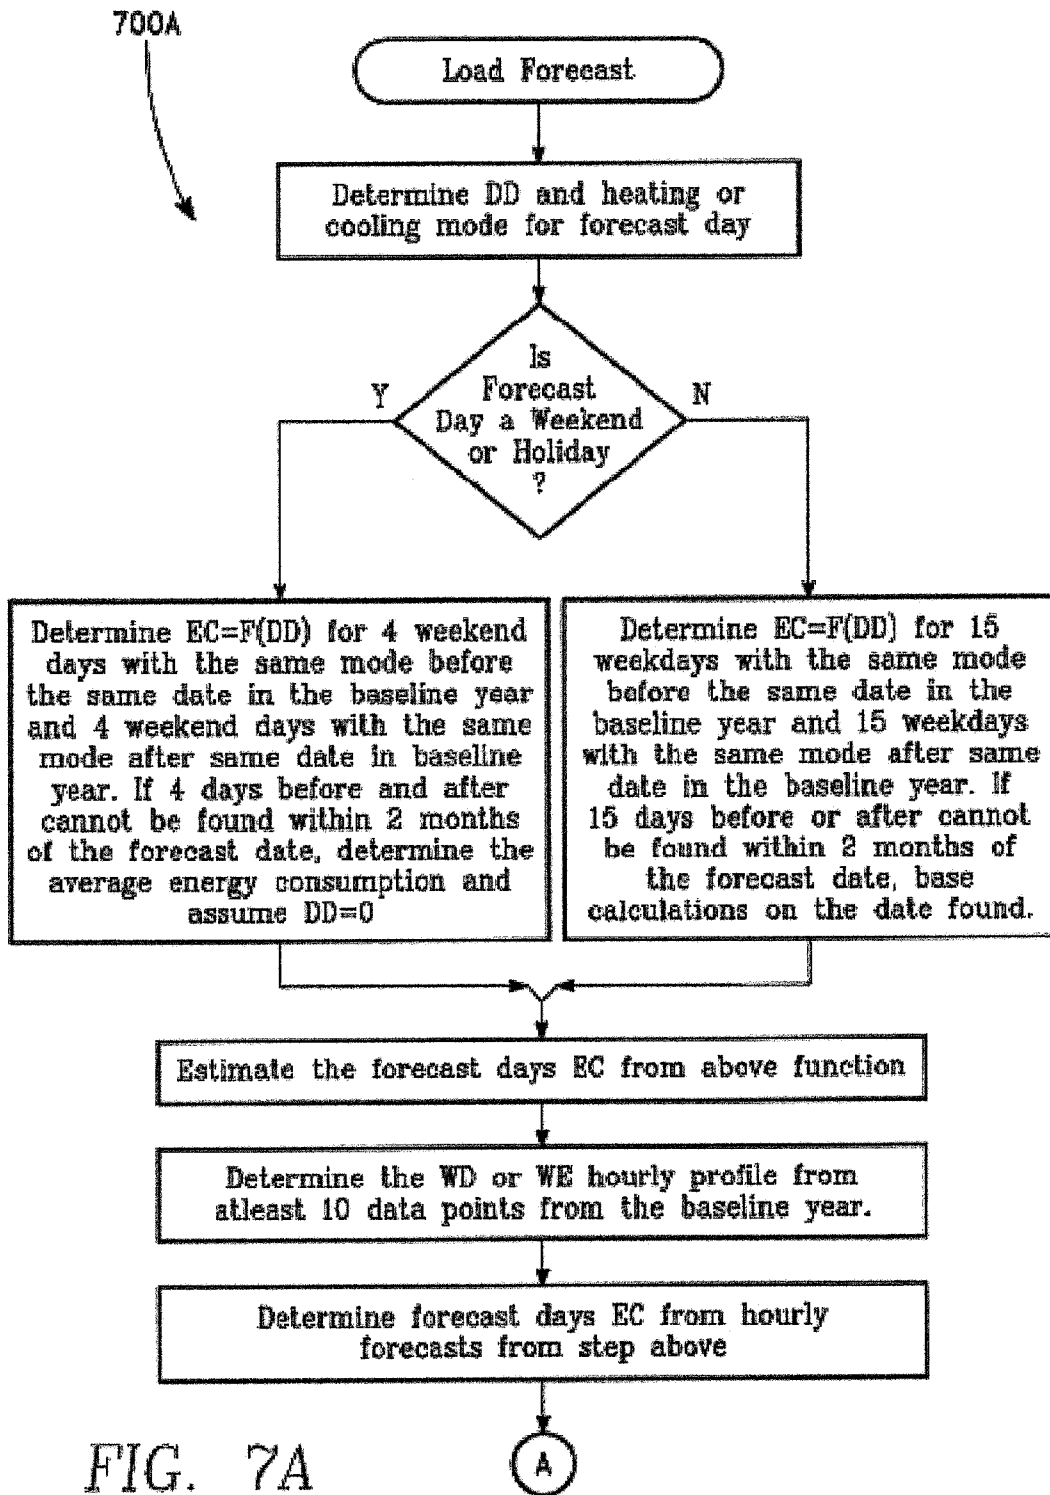 700A
Load Forecast
Determine DD and heating or
cooling mode for forecast day
Is
Forecast
Day a Weekend
or Holiday
?
Y
N
Determine EC=F(DD) for 4 weekend
days with the same mode before
the same date in the baseline year
and 4 weekend days with the same
mode after same date in baseline
year. If 4 days before and after
cannot be found within 2 months
of the forecast date, determine the
average energy consumption and
assume DD=0
Determine EC=F(DD) for 15
weekdays with the same mode
before the same date in the
baseline year and 15 weekdays
with the same mode after same
date in the baseline year. If
15 days before or after cannot
be found within 2 months of
the forecast date, base
calculations on the date found.
Estimate the forecast days EC from above function
Determine the WD or WE hourly profile from
atleast 10 data points from the baseline year.
Determine forecast days EC from hourly
forecasts from step above
A
FIG. 7A